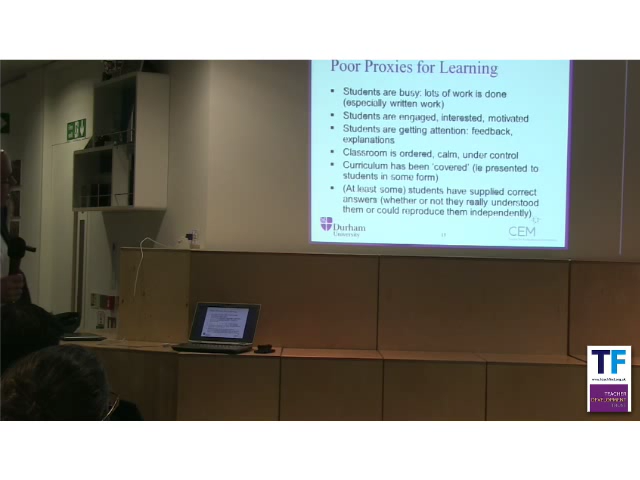 Poor Proxies for Learning
Students are busy: lots of work is done
(especially written work)
Students are engaged, interested, motivated
Students are getting attention: feedback,
explanations
Classroom is ordered, calm, under control
Curriculum has been 'covered' (ie presented to
students in some form)
(At least some) students have supplied correct
answers (whether or not they really understood
them or could reproduce them independently)
Durham
University
CEM
TF
TEACHER
DEVELOPMENT